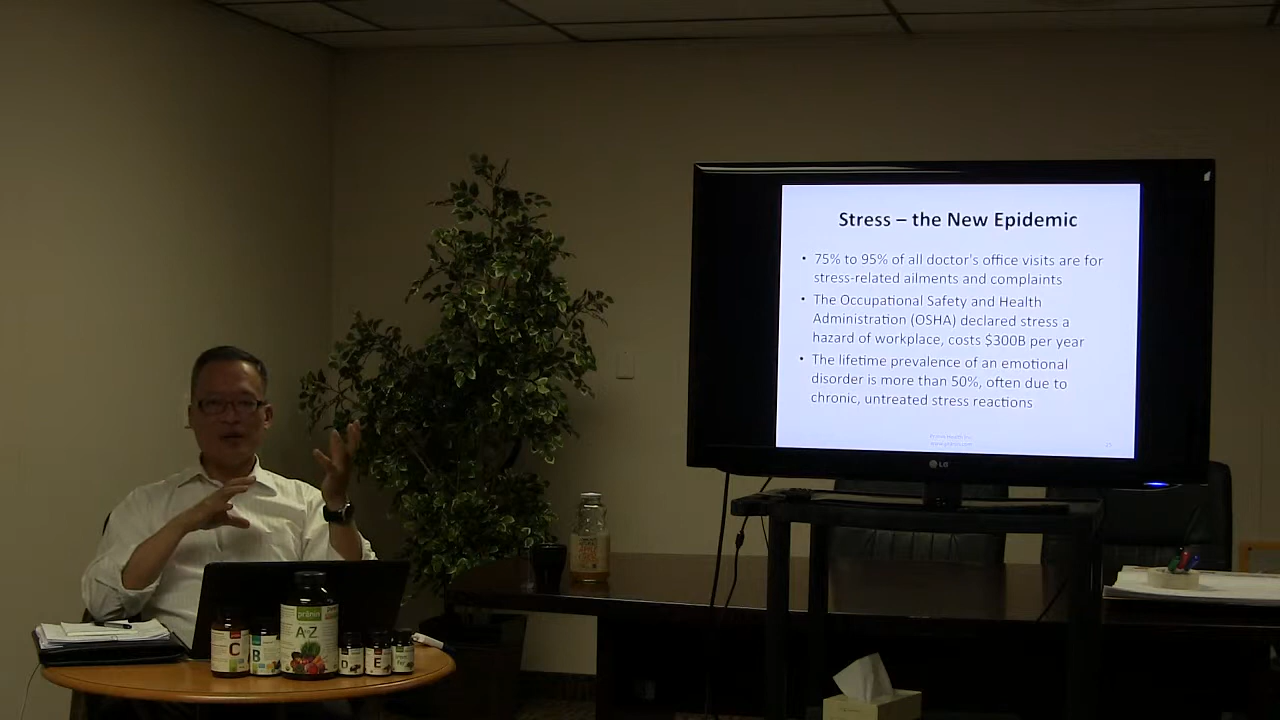 Stress – the New Epidemic
• 75% to 95% of all doctor's office visits are for
stress-related ailments and complaints
• The Occupational Safety and Health
Administration (OSHA) declared stress a
hazard of workplace, costs $300B per year
• The lifetime prevalence of an emotional
disorder is more than 50%, often due to
chronic, untreated stress reactions
LG
pränin
A-Z
C
B
D
E